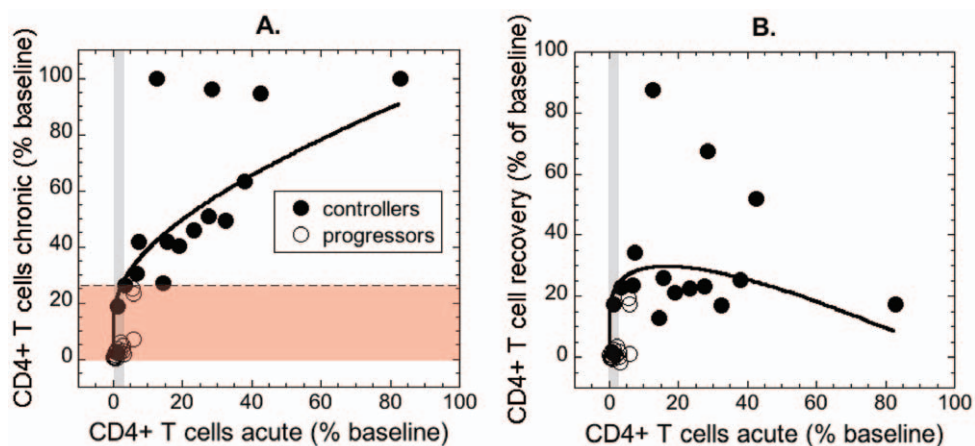 A.
CD4+ T cells chronic (% baseline)
100
80
60
40
20
0
controllers
progressors
0 20 40 60 80 100
CD4+ T cells acute (% baseline)
B.
CD4+ T cell recovery (% of baseline)
100
80
60
40
20
0
0 20 40 60 80 100
CD4+ T cells acute (% baseline)